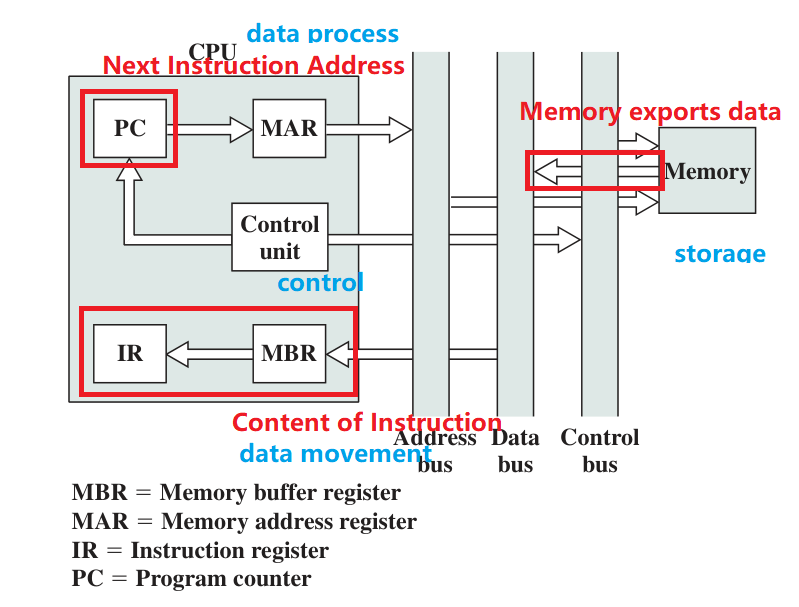 data process
CPU
Next Instruction Address
PC
MAR
Memory exports data
Memory
Control
unit
control
storage
IR
MBR
Content of Instruction
data movement
Address
bus
Data
bus
Control
bus
MBR = Memory buffer register
MAR = Memory address register
IR = Instruction register
PC = Program counter